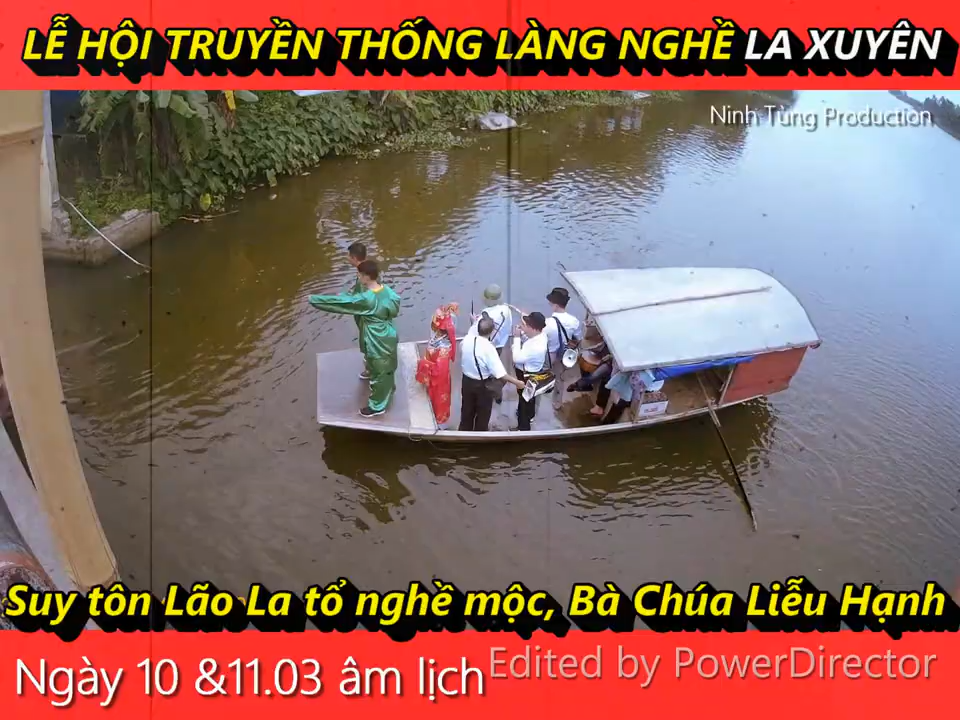 LỄ HỘI TRUYỀN THỐNG LÀNG NGHỀ LA XUYÊN
Ninh Tùng Production
Suy tôn Lão La tổ nghề mộc, Bà Chúa Liễu Hạnh
Ngày 10 &11.03 âm lịch
Edited by PowerDirector